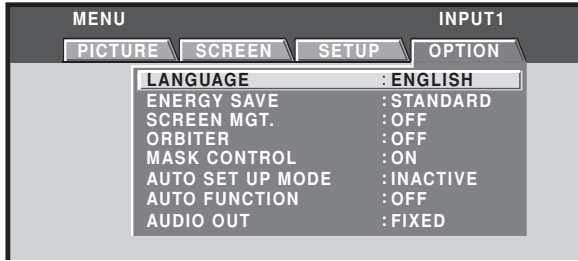 MENU INPUT1
PICTURE SCREEN SETUP OPTION
LANGUAGE :ENGLISH
ENERGY SAVE :STANDARD
SCREEN MGT. :OFF
ORBITER :OFF
MASK CONTROL :ON
AUTO SET UP MODE :INACTIVE
AUTO FUNCTION :OFF
AUDIO OUT :FIXED